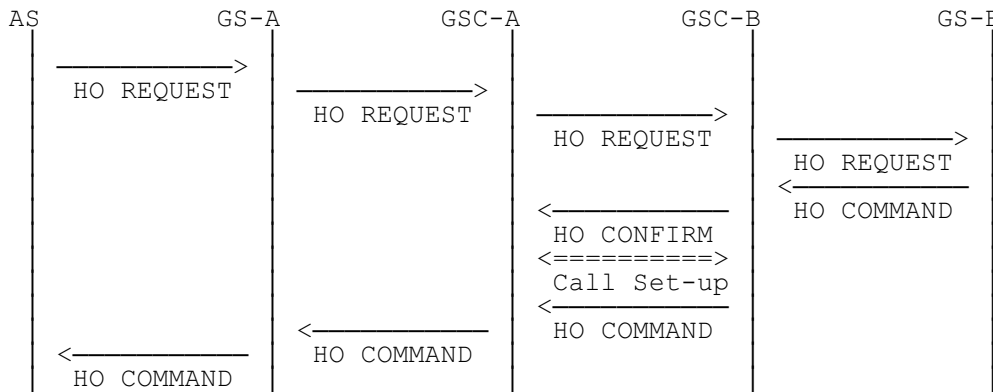 AS GS-A GSC-A GSC-B GS-B
HO REQUEST
HO REQUEST
HO REQUEST
HO REQUEST
HO COMMAND
HO CONFIRM
Call Set-up
HO COMMAND
HO COMMAND
HO COMMAND